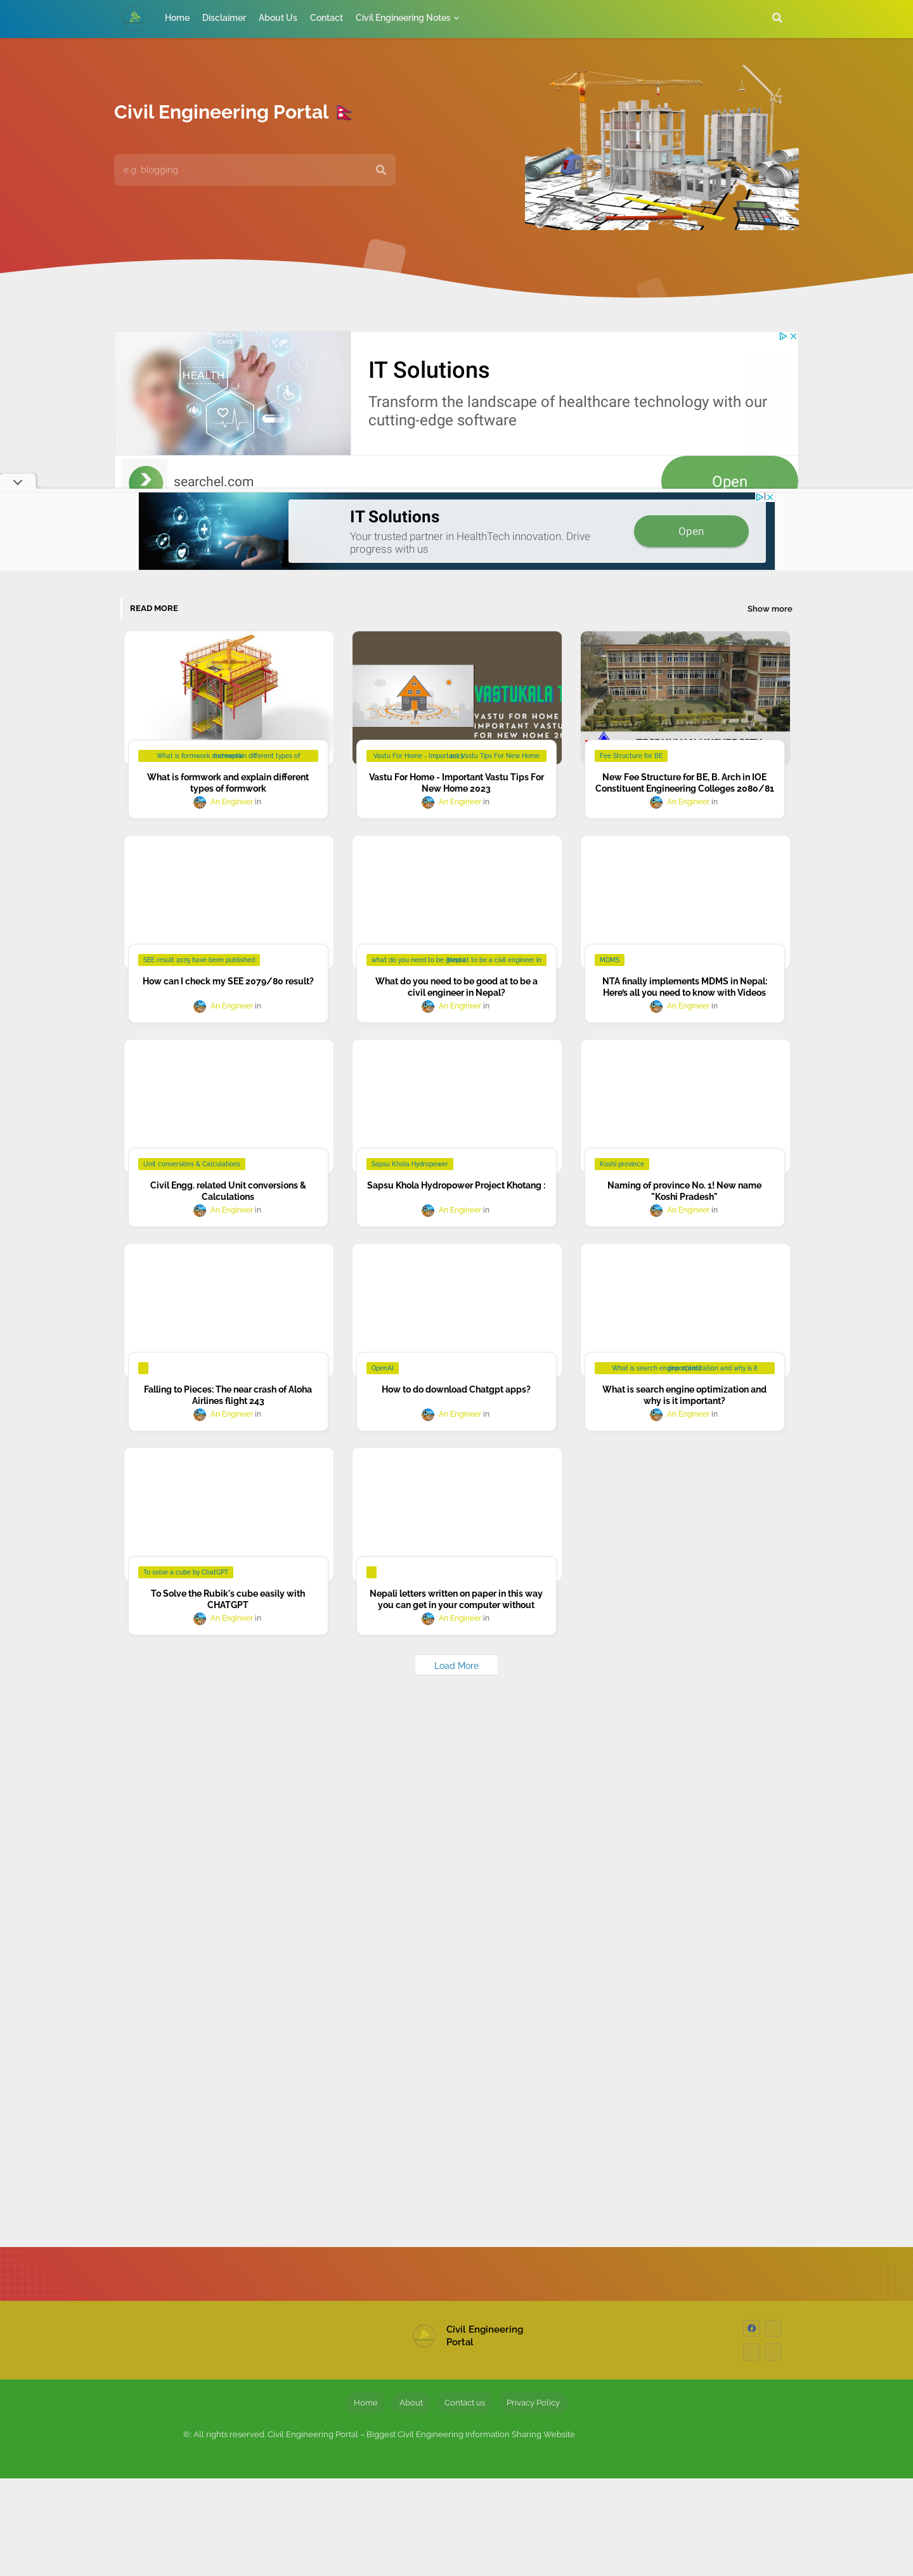 Home Disclaimer About Us Contact Civil Engineering Notes
Civil Engineering Portal
e.g. blogging
MEDICAL
CARE
HEALTH
IT Solutions
Transform the landscape of healthcare technology with our
cutting-edge software
searchel.com
Open
IT Solutions
Your trusted partner in HealthTech innovation. Drive
progress with us
Open
READ MORE
Show more
What is formwork and explain different types of
formwork
What is formwork and explain different
types of formwork
An Engineer in
VASTUKALA
VASTU FOR HOME
IMPORTANT VASTU
FOR NEW HOME
Vastu For Home - Important Vastu Tips For New Home
2023
Vastu For Home - Important Vastu Tips For
New Home 2023
An Engineer in
Fee Structure for BE
New Fee Structure for BE, B. Arch in IOE
Constituent Engineering Colleges 2080/81
An Engineer in
SEE result 2079 have been published
How can I check my SEE 2079/80 result?
An Engineer in
what do you need to be good at to be a civil engineer in
Nepal
What do you need to be good at to be a
civil engineer in Nepal?
An Engineer in
MDMS
NTA finally implements MDMS in Nepal:
Here's all you need to know with Videos
An Engineer in
Unit conversions & Calculations
Civil Engg. related Unit conversions &
Calculations
An Engineer in
Sapsu Khola Hydropower
Sapsu Khola Hydropower Project Khotang :
An Engineer in
Koshi province
Naming of province No. 1! New name
"Koshi Pradesh"
An Engineer in
Falling to Pieces: The near crash of Aloha
Airlines flight 243
An Engineer in
OpenAI
How to do download Chatgpt apps?
An Engineer in
What is search engine optimization and why is it
important?
What is search engine optimization and
why is it important?
An Engineer in
To solve a cube by ChatGPT
To Solve the Rubik's cube easily with
CHATGPT
An Engineer in
Nepali letters written on paper in this way
you can get in your computer without
An Engineer in
Load More
Civil Engineering
Portal
Home About Contact us Privacy Policy
©: All rights reserved. Civil Engineering Portal – Biggest Civil Engineering Information Sharing Website